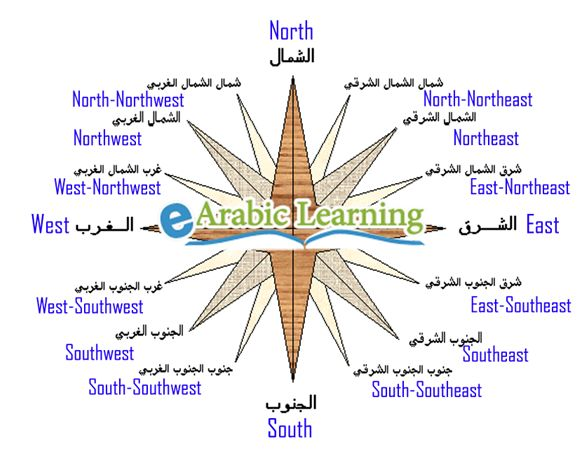 North
الشمال
شمال الشمال الغربي
North-Northwest
شمال الشمال الشرقي
North-Northeast
الشمال الغربي
Northwest
الشمال الشرقي
Northeast
غرب الشمال الغربي
West-Northwest
شرق الشمال الشرقي
East-Northeast
West الــغرب
eArabic Learning
الشــرق East
غرب الجنوب الغربي
West-Southwest
شرق الجنوب الشرقي
East-Southeast
الجنوب الغربي
Southwest
الجنوب الشرقي
Southeast
جنوب الجنوب الغربي
South-Southwest
جنوب الجنوب الشرقي
South-Southeast
الجنوب
South